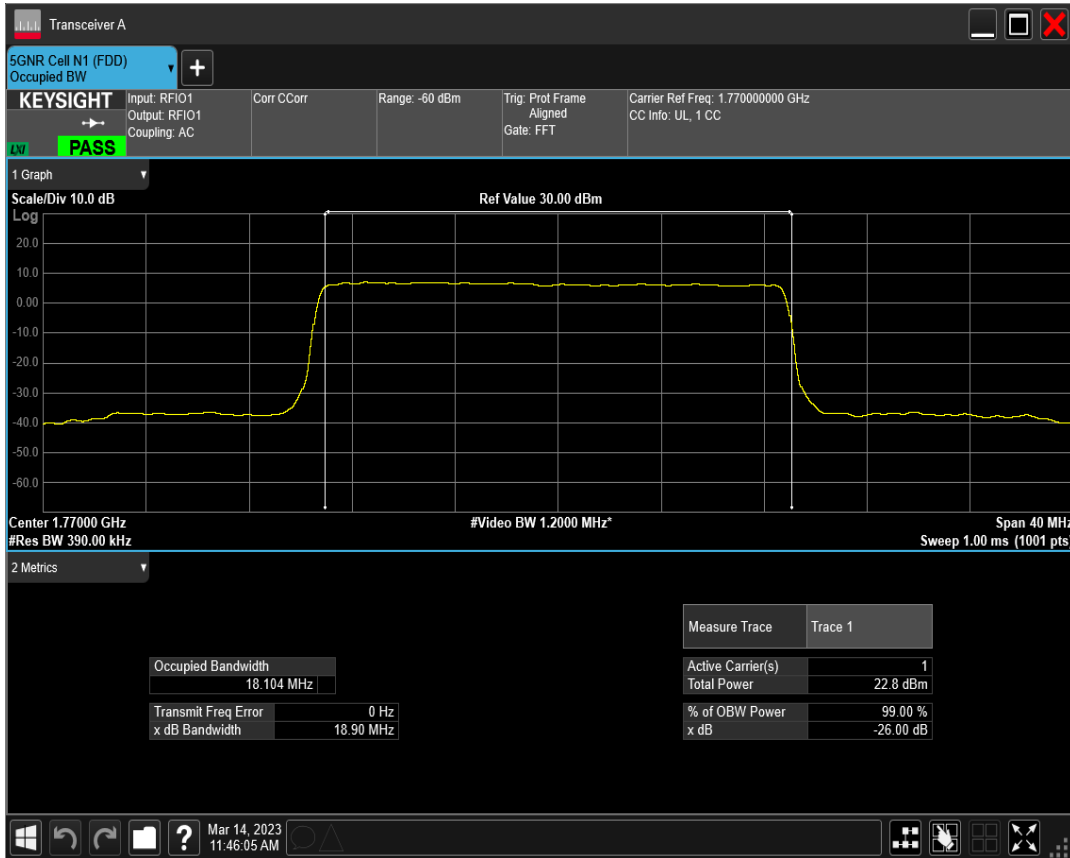 Transceiver A
5GNR Cell N1 (FDD)
Occupied BW
+
KEYSIGHT
LXI
PASS
Input: RFIO1
Output: RFIO1
Coupling: AC
Corr CCorr
Range: -60 dBm
Trig: Prot Frame
Aligned
Gate: FFT
Carrier Ref Freq: 1.770000000 GHz
CC Info: UL, 1 CC
1 Graph
Scale/Div 10.0 dB
Ref Value 30.00 dBm
Log
20.0
10.0
0.00
-10.0
-20.0
-30.0
-40.0
-50.0
-60.0
Center 1.77000 GHz
#Video BW 1.2000 MHz*
Span 40 MHz
#Res BW 390.00 kHz
Sweep 1.00 ms (1001 pts)
2 Metrics
Measure Trace Trace 1
Occupied Bandwidth
18.104 MHz
Transmit Freq Error 0 Hz
x dB Bandwidth 18.90 MHz
Active Carrier(s) 1
Total Power 22.8 dBm
% of OBW Power 99.00 %
x dB -26.00 dB
?
Mar 14, 2023
11:46:05 AM